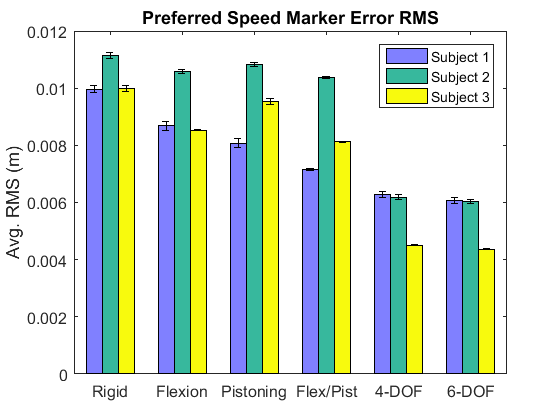 Preferred Speed Marker Error RMS
Avg. RMS (m)
0.012
0.01
0.008
0.006
0.004
0.002
0
Subject 1
Subject 2
Subject 3
Rigid Flexion Pistoning Flex/Pist 4-DOF 6-DOF